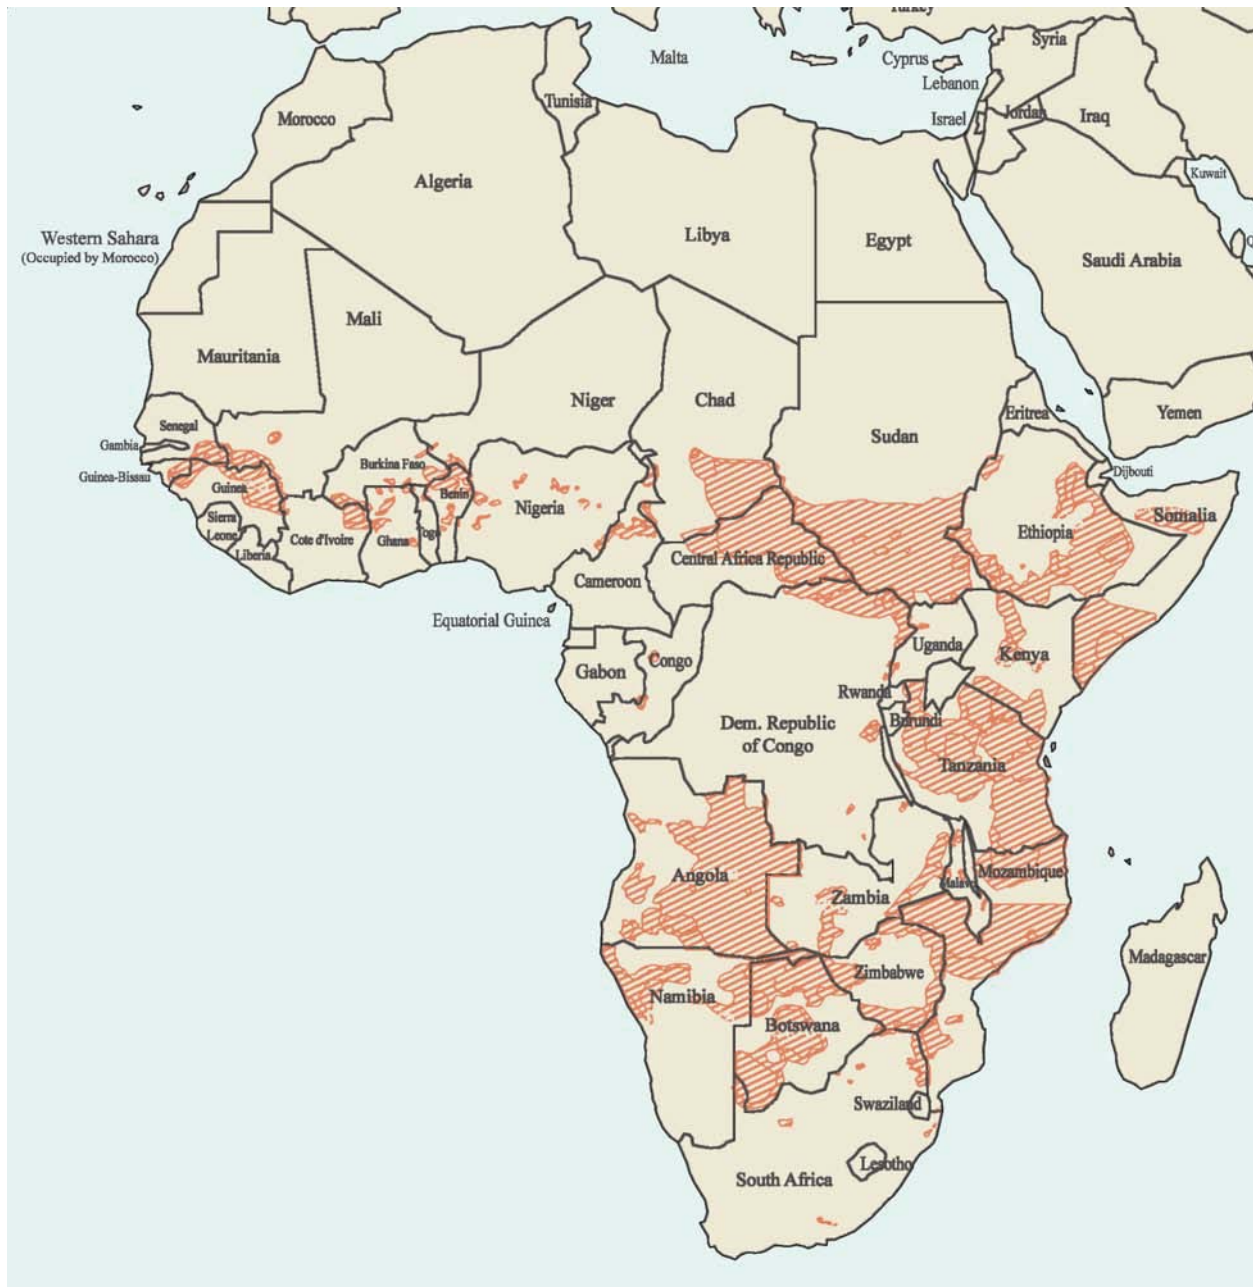 Turkey
Malta
Cyprus
Syria
Lebanon
Israel
Jordan
Iraq
Tunisia
Morocco
Kuwait
Algeria
Libya
Egypt
Western Sahara
(Occupied by Morocco)
Saudi Arabia
Mali
Mauritania
Niger
Chad
Eritrea
Yemen
Senegal
Sudan
Gambia
Burkina Faso
Djibouti
Guinea-Bissau
Guinea
Benin
Nigeria
Somalia
Sierra
Leone
Ethiopia
Cote d'Ivoire
Ghana
Togo
Liberia
Central Africa Republic
Cameroon
Equatorial Guinea
Uganda
Kenya
Congo
Gabon
Rwanda
Burundi
Dem. Republic
of Congo
Tanzania
Angola
Mozambique
Malawi
Zambia
Madagascar
Zimbabwe
Namibia
Botswana
Swaziland
Lesotho
South Africa